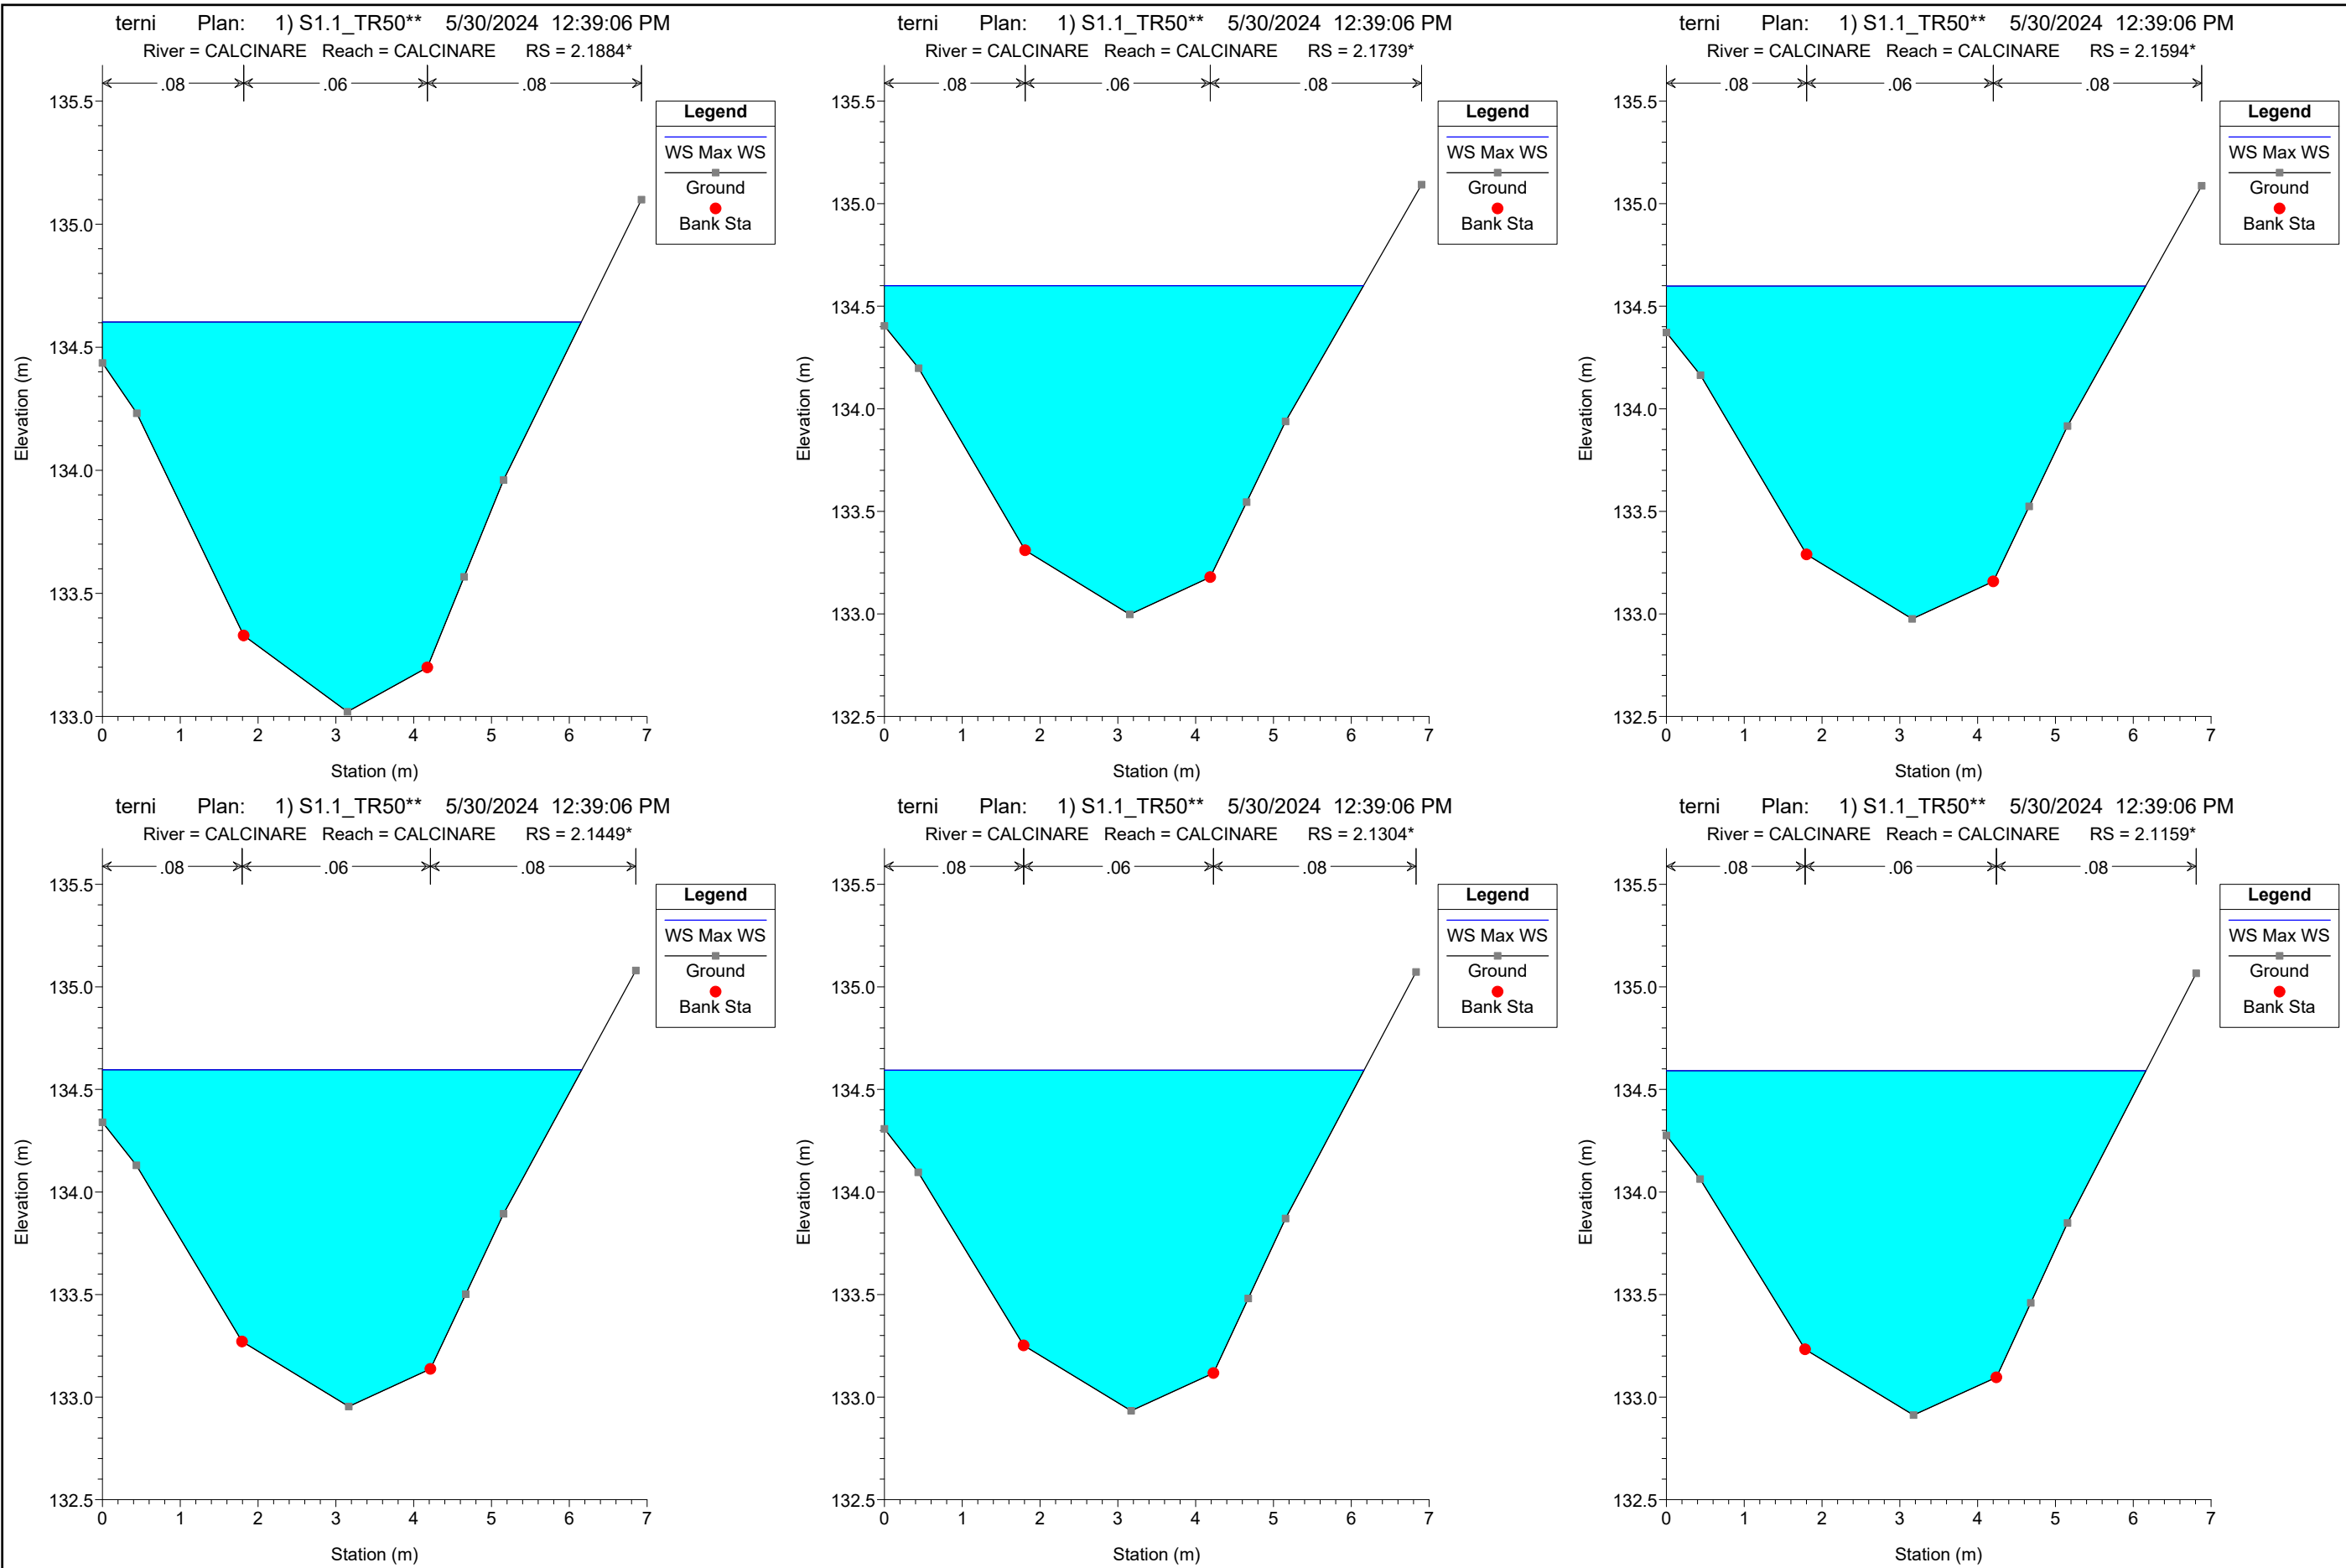 terni Plan: 1) S1.1_TR50** 5/30/2024 12:39:06 PM
River = CALCINARE Reach = CALCINARE RS = 2.1884*
.08 .06 .08
135.5
135.0
134.5
134.0
133.5
133.0
Elevation (m)
0 1 2 3 4 5 6 7
Station (m)
Legend
WS Max WS
Ground
Bank Sta
terni Plan: 1) S1.1_TR50** 5/30/2024 12:39:06 PM
River = CALCINARE Reach = CALCINARE RS = 2.1739*
.08 .06 .08
135.5
135.0
134.5
134.0
133.5
133.0
132.5
Elevation (m)
0 1 2 3 4 5 6 7
Station (m)
Legend
WS Max WS
Ground
Bank Sta
terni Plan: 1) S1.1_TR50** 5/30/2024 12:39:06 PM
River = CALCINARE Reach = CALCINARE RS = 2.1594*
.08 .06 .08
135.5
135.0
134.5
134.0
133.5
133.0
132.5
Elevation (m)
0 1 2 3 4 5 6 7
Station (m)
Legend
WS Max WS
Ground
Bank Sta
terni Plan: 1) S1.1_TR50** 5/30/2024 12:39:06 PM
River = CALCINARE Reach = CALCINARE RS = 2.1449*
.08 .06 .08
135.5
135.0
134.5
134.0
133.5
133.0
132.5
Elevation (m)
0 1 2 3 4 5 6 7
Station (m)
Legend
WS Max WS
Ground
Bank Sta
terni Plan: 1) S1.1_TR50** 5/30/2024 12:39:06 PM
River = CALCINARE Reach = CALCINARE RS = 2.1304*
.08 .06 .08
135.5
135.0
134.5
134.0
133.5
133.0
132.5
Elevation (m)
0 1 2 3 4 5 6 7
Station (m)
Legend
WS Max WS
Ground
Bank Sta
terni Plan: 1) S1.1_TR50** 5/30/2024 12:39:06 PM
River = CALCINARE Reach = CALCINARE RS = 2.1159*
.08 .06 .08
135.5
135.0
134.5
134.0
133.5
133.0
132.5
Elevation (m)
0 1 2 3 4 5 6 7
Station (m)
Legend
WS Max WS
Ground
Bank Sta